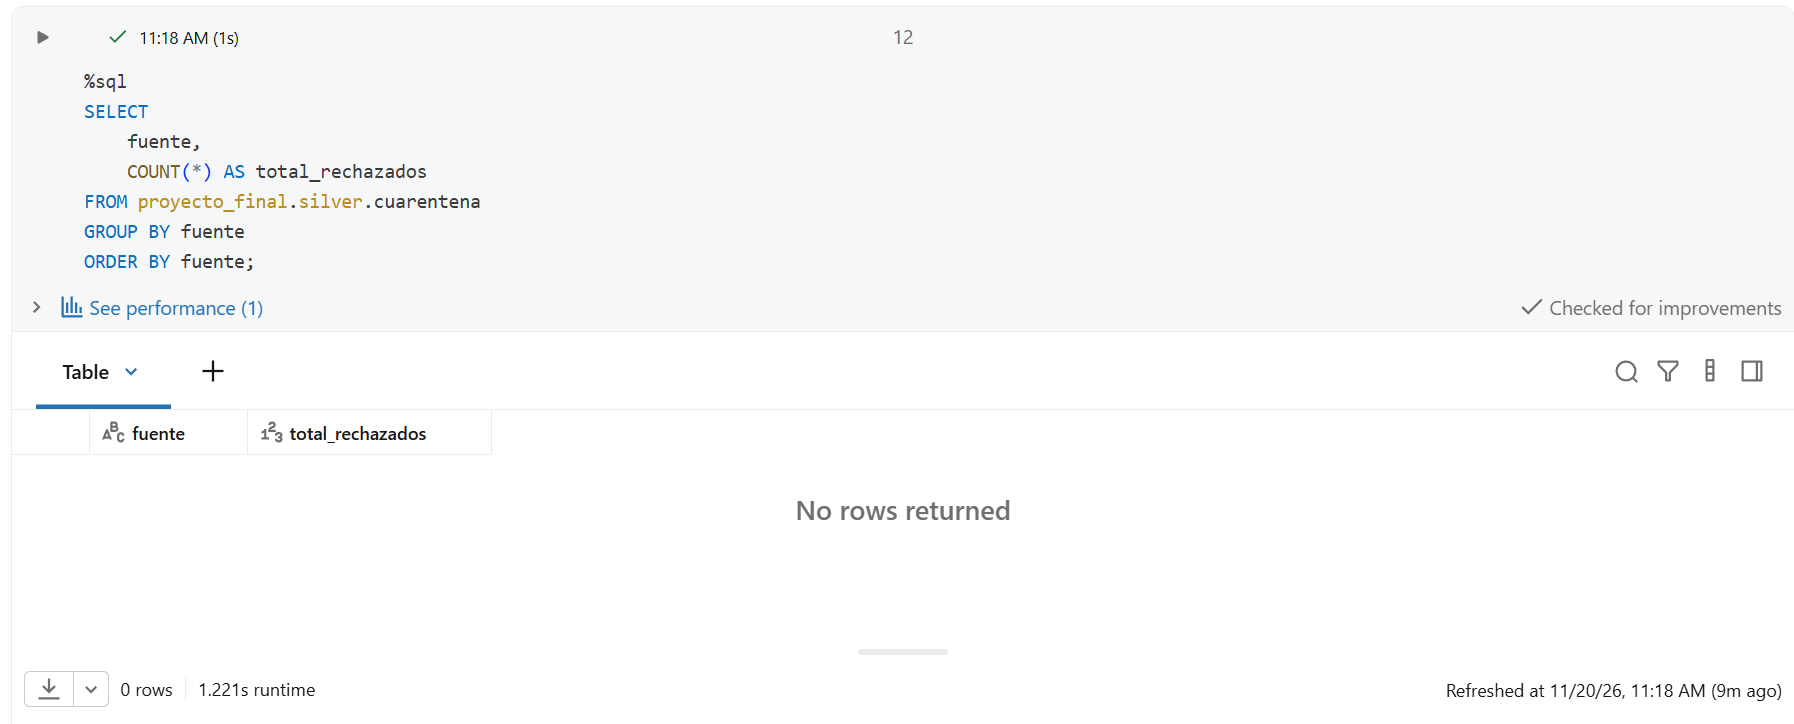 11:18 AM (1s)
12
%sql
SELECT
fuente,
COUNT(*) AS total_rechazados
FROM proyecto_final.silver.cuarentena
GROUP BY fuente
ORDER BY fuente;
See performance (1)
Checked for improvements
Table
ABC fuente
123 total_rechazados
No rows returned
0 rows
1.221s runtime
Refreshed at 11/20/26, 11:18 AM (9m ago)